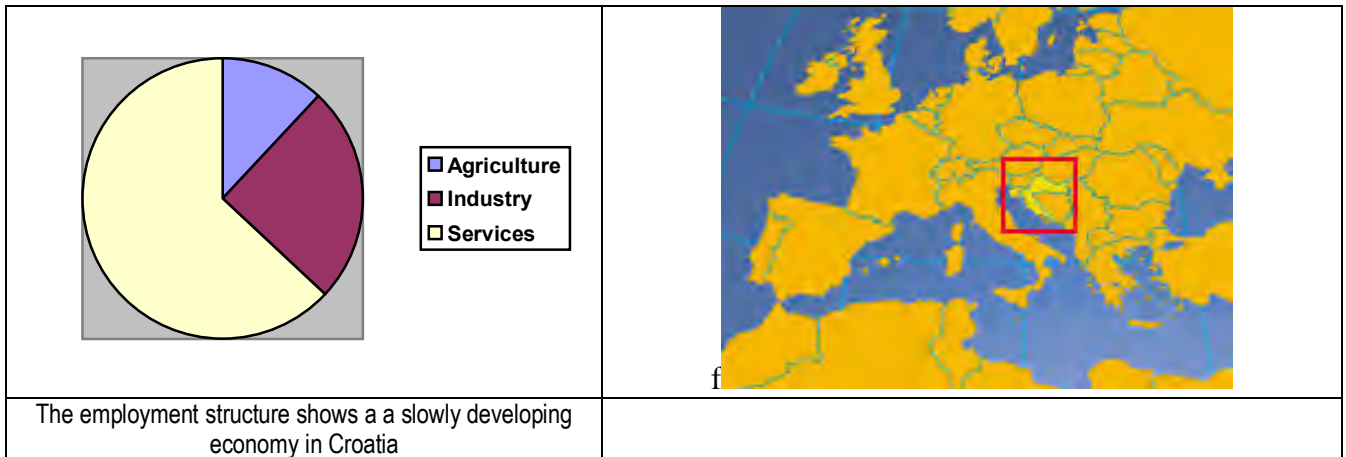 Agriculture
Industry
Services
f
The employment structure shows a a slowly developing
economy in Croatia